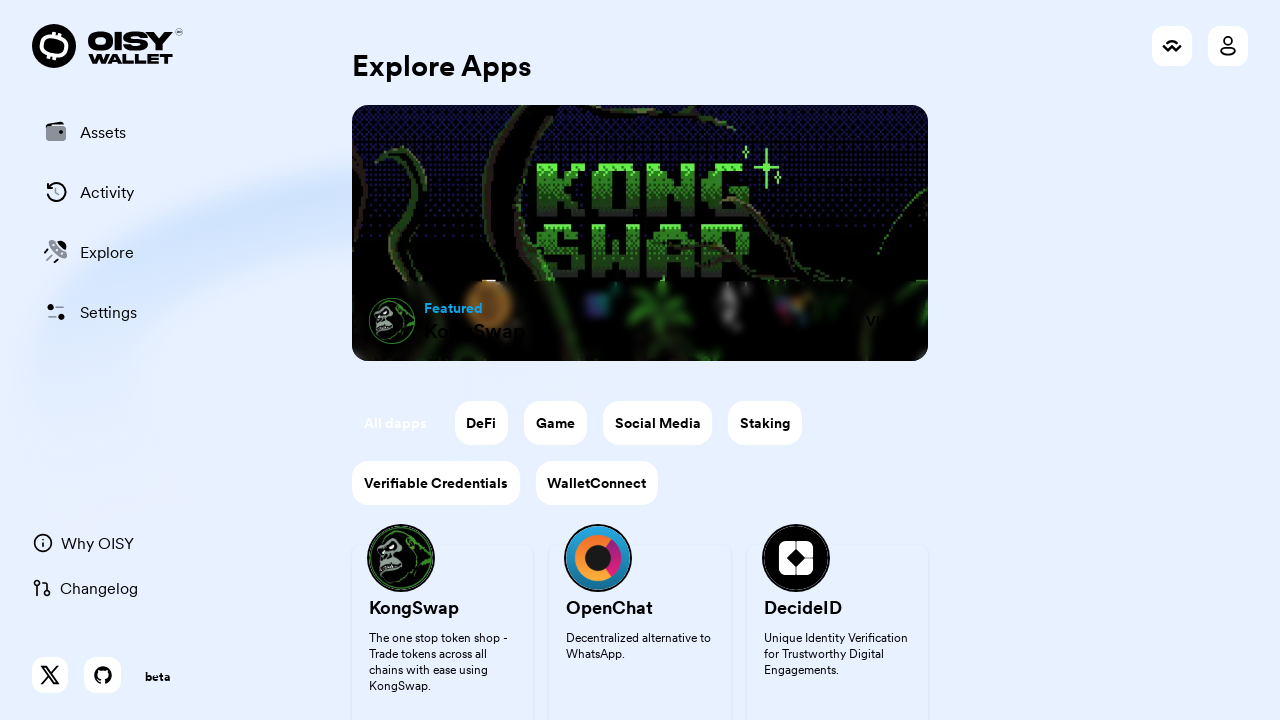 OISY
WALLET
Assets
Activity
Explore
Settings
Why OISY
Changelog
beta
Explore Apps
KONG
SWAP
Featured
KongSwap
All dapps
DeFi
Game
Social Media
Staking
Verifiable Credentials
WalletConnect
KongSwap
The one stop token shop -
Trade tokens across all
chains with ease using
KongSwap.
OpenChat
Decentralized alternative to
WhatsApp.
DecideID
Unique Identity Verification
for Trustworthy Digital
Engagements.